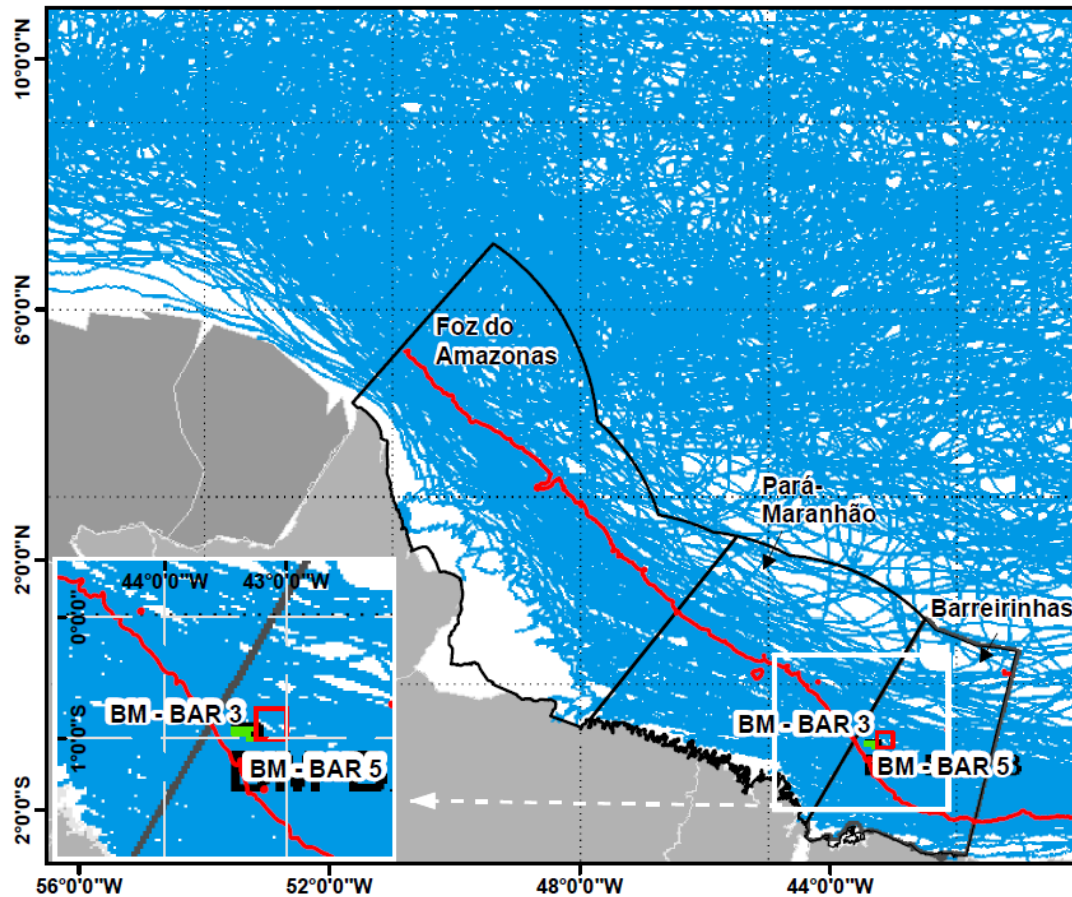 10°0'0"N
6°0'0"N
2°0'0"N
2°0'0"S
Foz do
Amazonas
Pará-
Maranhão
Barreirinhas
BM - BAR 3
BM - BAR 5
44°0'0"W
43°0'0"W
0°0'0"
1°0'0"S
BM - BAR 3
BM - BAR 5
56°0'0"W
52°0'0"W
48°0'0"W
44°0'0"W